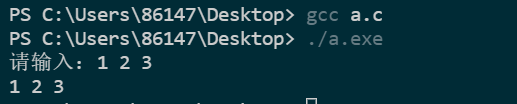 PS C:\Users\86147\Desktop> gcc a.c
PS C:\Users\86147\Desktop> ./a.exe
请输入：1 2 3
1 2 3